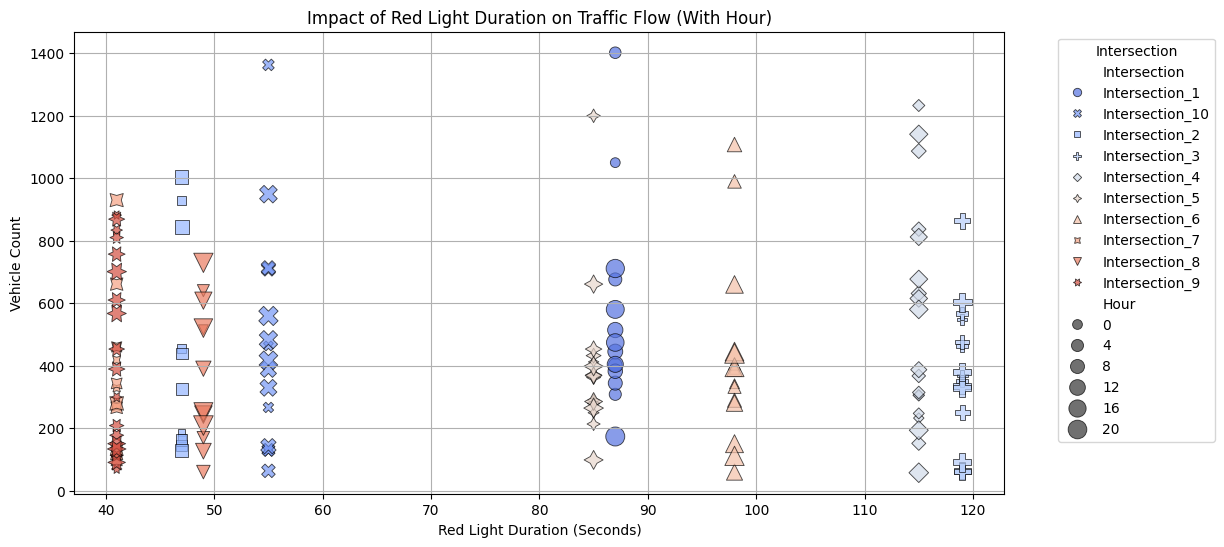 Impact of Red Light Duration on Traffic Flow (With Hour)
Vehicle Count
1400
1200
1000
800
600
400
200
0
40
50
60
70
80
90
100
110
120
Red Light Duration (Seconds)
Intersection
Intersection
Intersection_1
Intersection_10
Intersection_2
Intersection_3
Intersection_4
Intersection_5
Intersection_6
Intersection_7
Intersection_8
Intersection_9
Hour
0
4
8
12
16
20